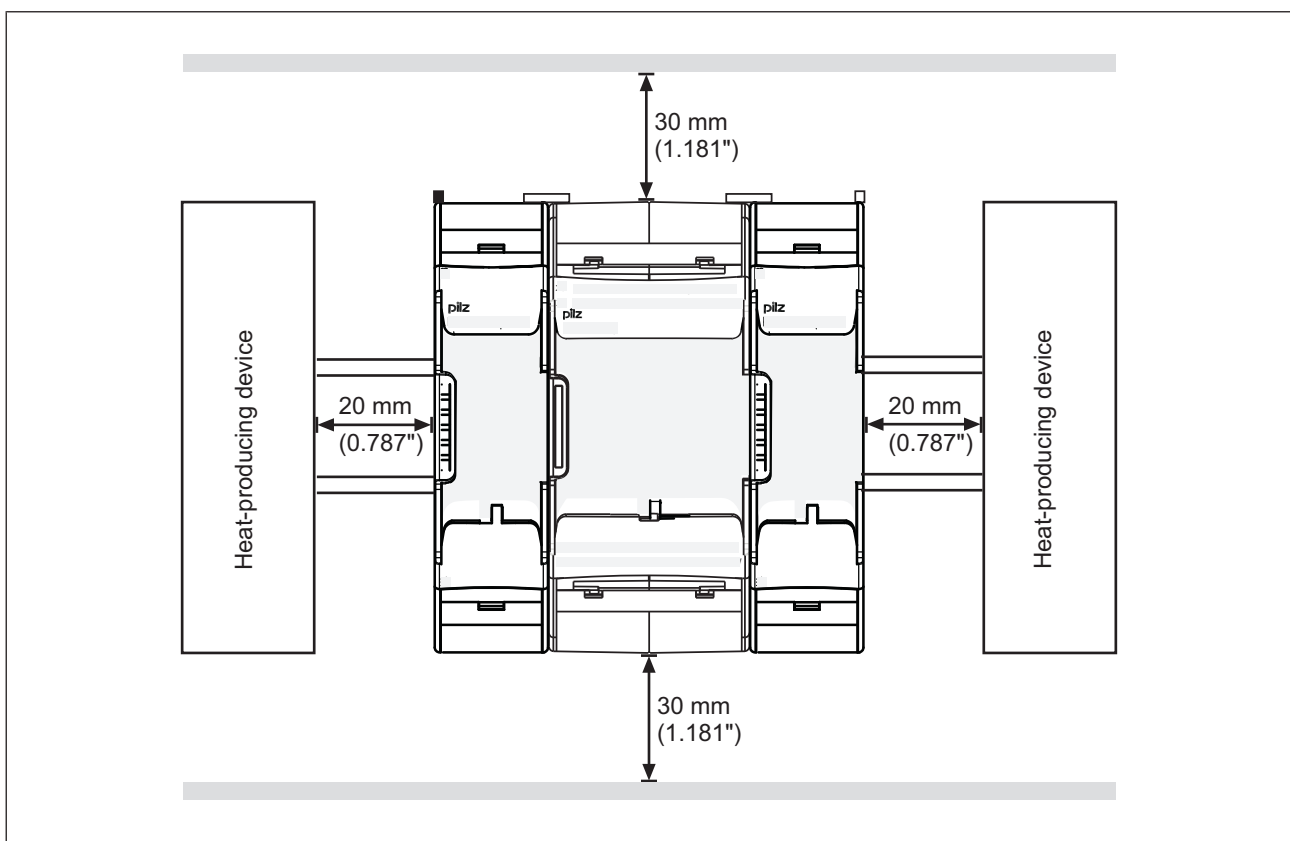 30 mm
(1.181")
pilz
pilz
pilz
Heat-producing device
20 mm
(0.787")
20 mm
(0.787")
Heat-producing device
30 mm
(1.181")